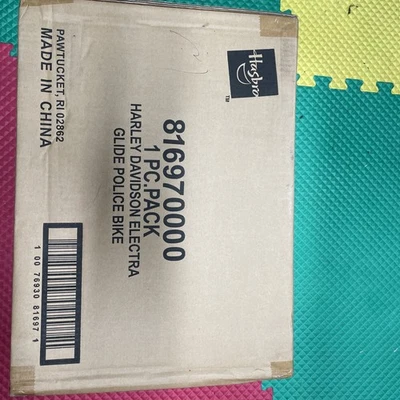 Hasbro
TM
816970000
1 PC.PACK
HARLEY DAVIDSON ELECTRA
GLIDE POLICE BIKE
PAWTUCKET, RI 02862
MADE IN CHINA
1 00 76930 81697 1